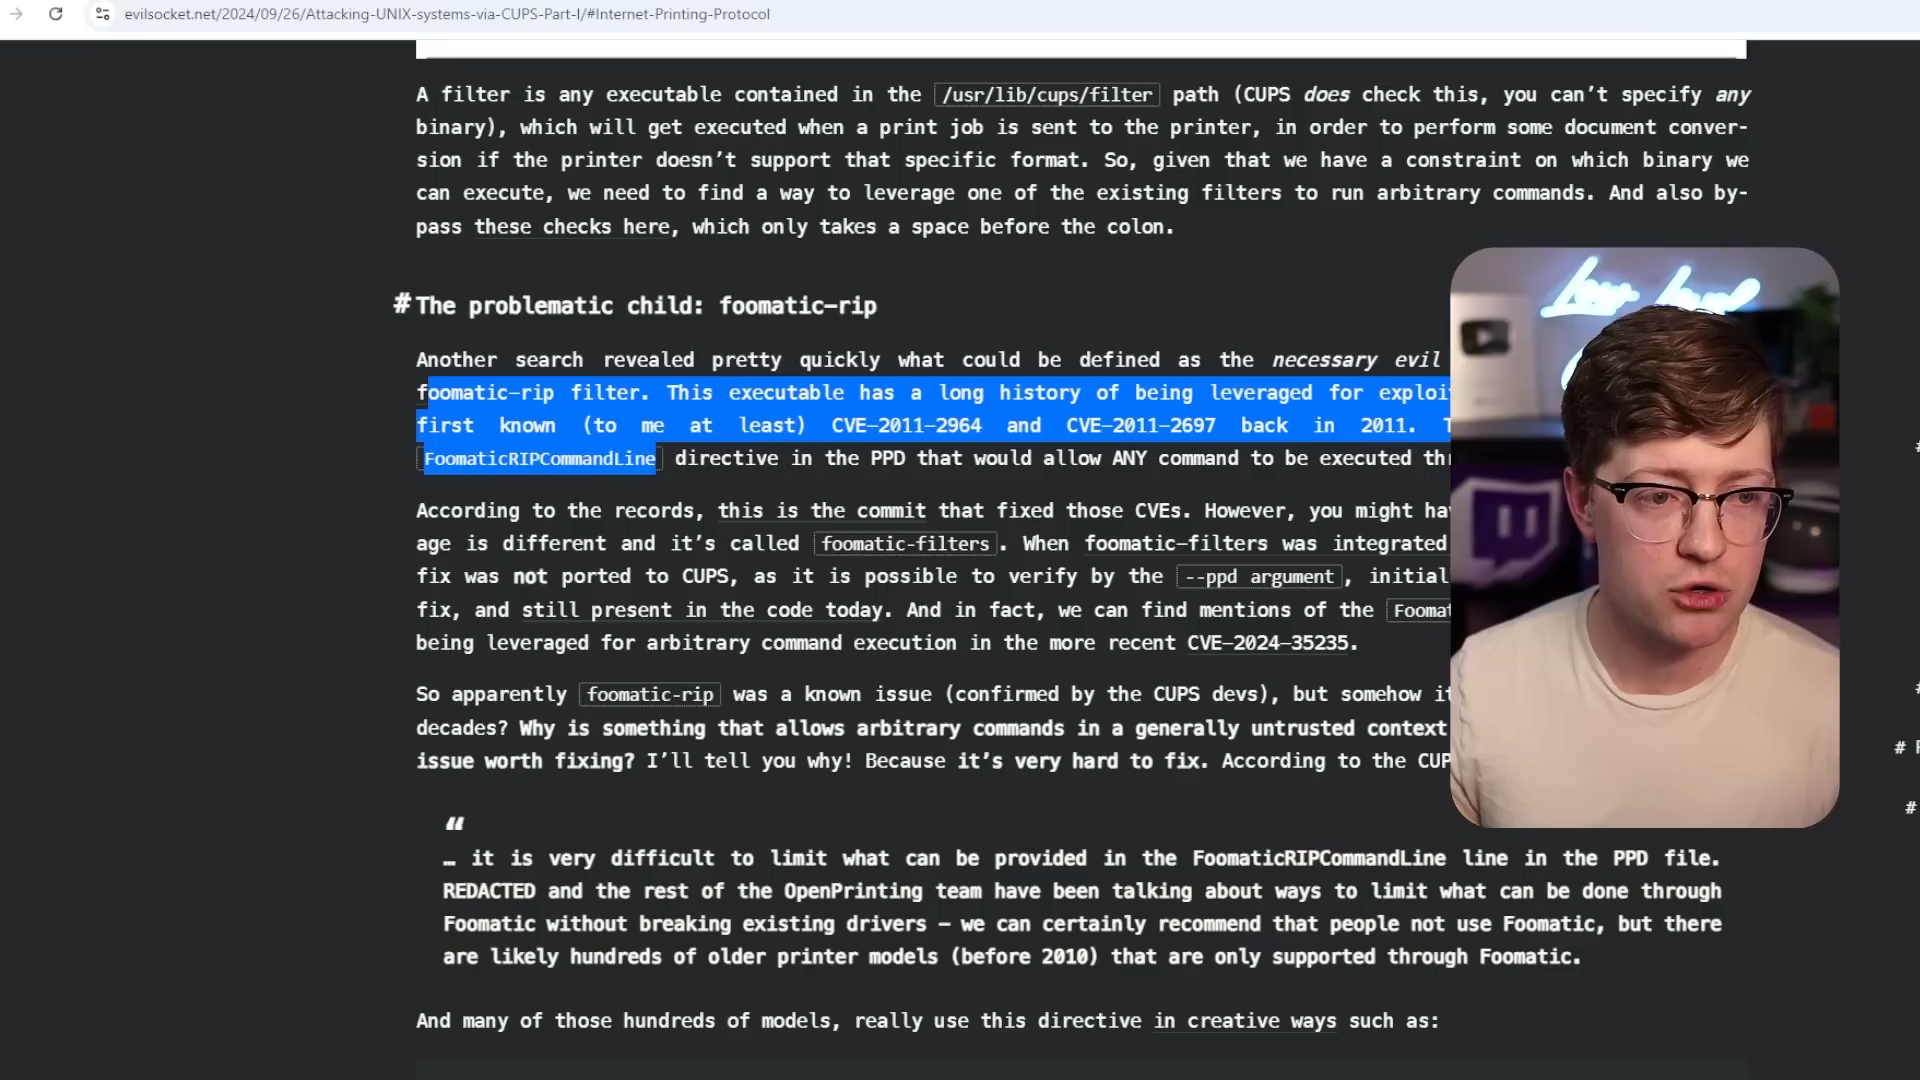 evilsocket.net/2024/09/26/Attacking-UNIX-systems-via-CUPS-Part-I/#Internet-Printing-Protocol
A filter is any executable contained in the /usr/lib/cups/filter path (CUPS does check this, you can’t specify any
binary), which will get executed when a print job is sent to the printer, in order to perform some document conver-
sion if the printer doesn’t support that specific format. So, given that we have a constraint on which binary we
can execute, we need to find a way to leverage one of the existing filters to run arbitrary commands. And also by-
pass these checks here, which only takes a space before the colon.
# The problematic child: foomatic-rip
Another search revealed pretty quickly what could be defined as the necessary evil
foomatic-rip filter. This executable has a long history of being leveraged for
first known (to me at least) CVE-2011-2964 and CVE-2011-2697 back in 2011.
FoomaticRIPCommandLine directive in the PPD that would allow ANY command to be executed
According to the records, this is the commit that fixed those CVEs. However, you might
age is different and it’s called foomatic-filters. When foomatic-filters was integrated
fix was not ported to CUPS, as it is possible to verify by the --ppd argument,
fix, and still present in the code today. And in fact, we can find mentions of the
being leveraged for arbitrary command execution in the more recent CVE-2024-35235.
So apparently foomatic-rip was a known issue (confirmed by the CUPS devs), but somehow
decades? Why is something that allows arbitrary commands in a generally untrusted context
issue worth fixing? I’ll tell you why! Because it’s very hard to fix. According to the
“
… it is very difficult to limit what can be provided in the FoomaticRIPCommandLine line in the PPD file.
REDACTED and the rest of the OpenPrinting team have been talking about ways to limit what can be done through
Foomatic without breaking existing drivers – we can certainly recommend that people not use Foomatic, but there
are likely hundreds of older printer models (before 2010) that are only supported through Foomatic.
And many of those hundreds of models, really use this directive in creative ways such as: